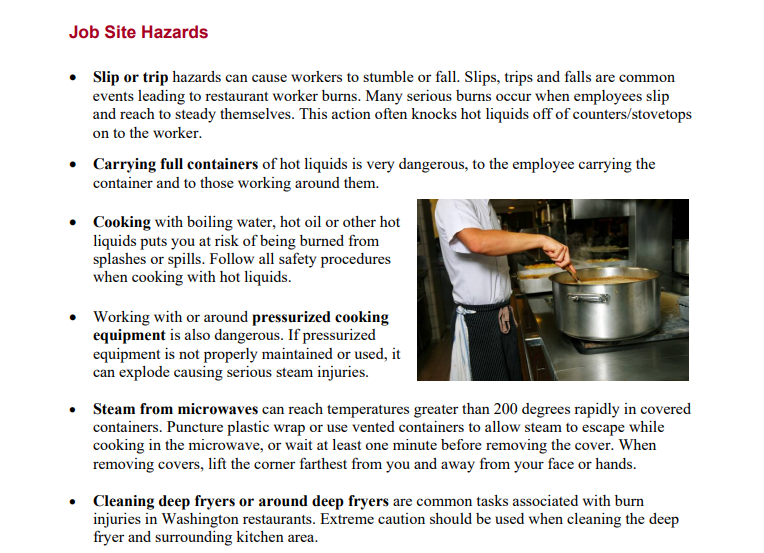 Job Site Hazards
• Slip or trip hazards can cause workers to stumble or fall. Slips, trips and falls are common
events leading to restaurant worker burns. Many serious burns occur when employees slip
and reach to steady themselves. This action often knocks hot liquids off of counters/stovetops
on to the worker.
• Carrying full containers of hot liquids is very dangerous, to the employee carrying the
container and to those working around them.
• Cooking with boiling water, hot oil or other hot
liquids puts you at risk of being burned from
splashes or spills. Follow all safety procedures
when cooking with hot liquids.
• Working with or around pressurized cooking
equipment is also dangerous. If pressurized
equipment is not properly maintained or used, it
can explode causing serious steam injuries.
• Steam from microwaves can reach temperatures greater than 200 degrees rapidly in covered
containers. Puncture plastic wrap or use vented containers to allow steam to escape while
cooking in the microwave, or wait at least one minute before removing the cover. When
removing covers, lift the corner farthest from you and away from your face or hands.
• Cleaning deep fryers or around deep fryers are common tasks associated with burn
injuries in Washington restaurants. Extreme caution should be used when cleaning the deep
fryer and surrounding kitchen area.